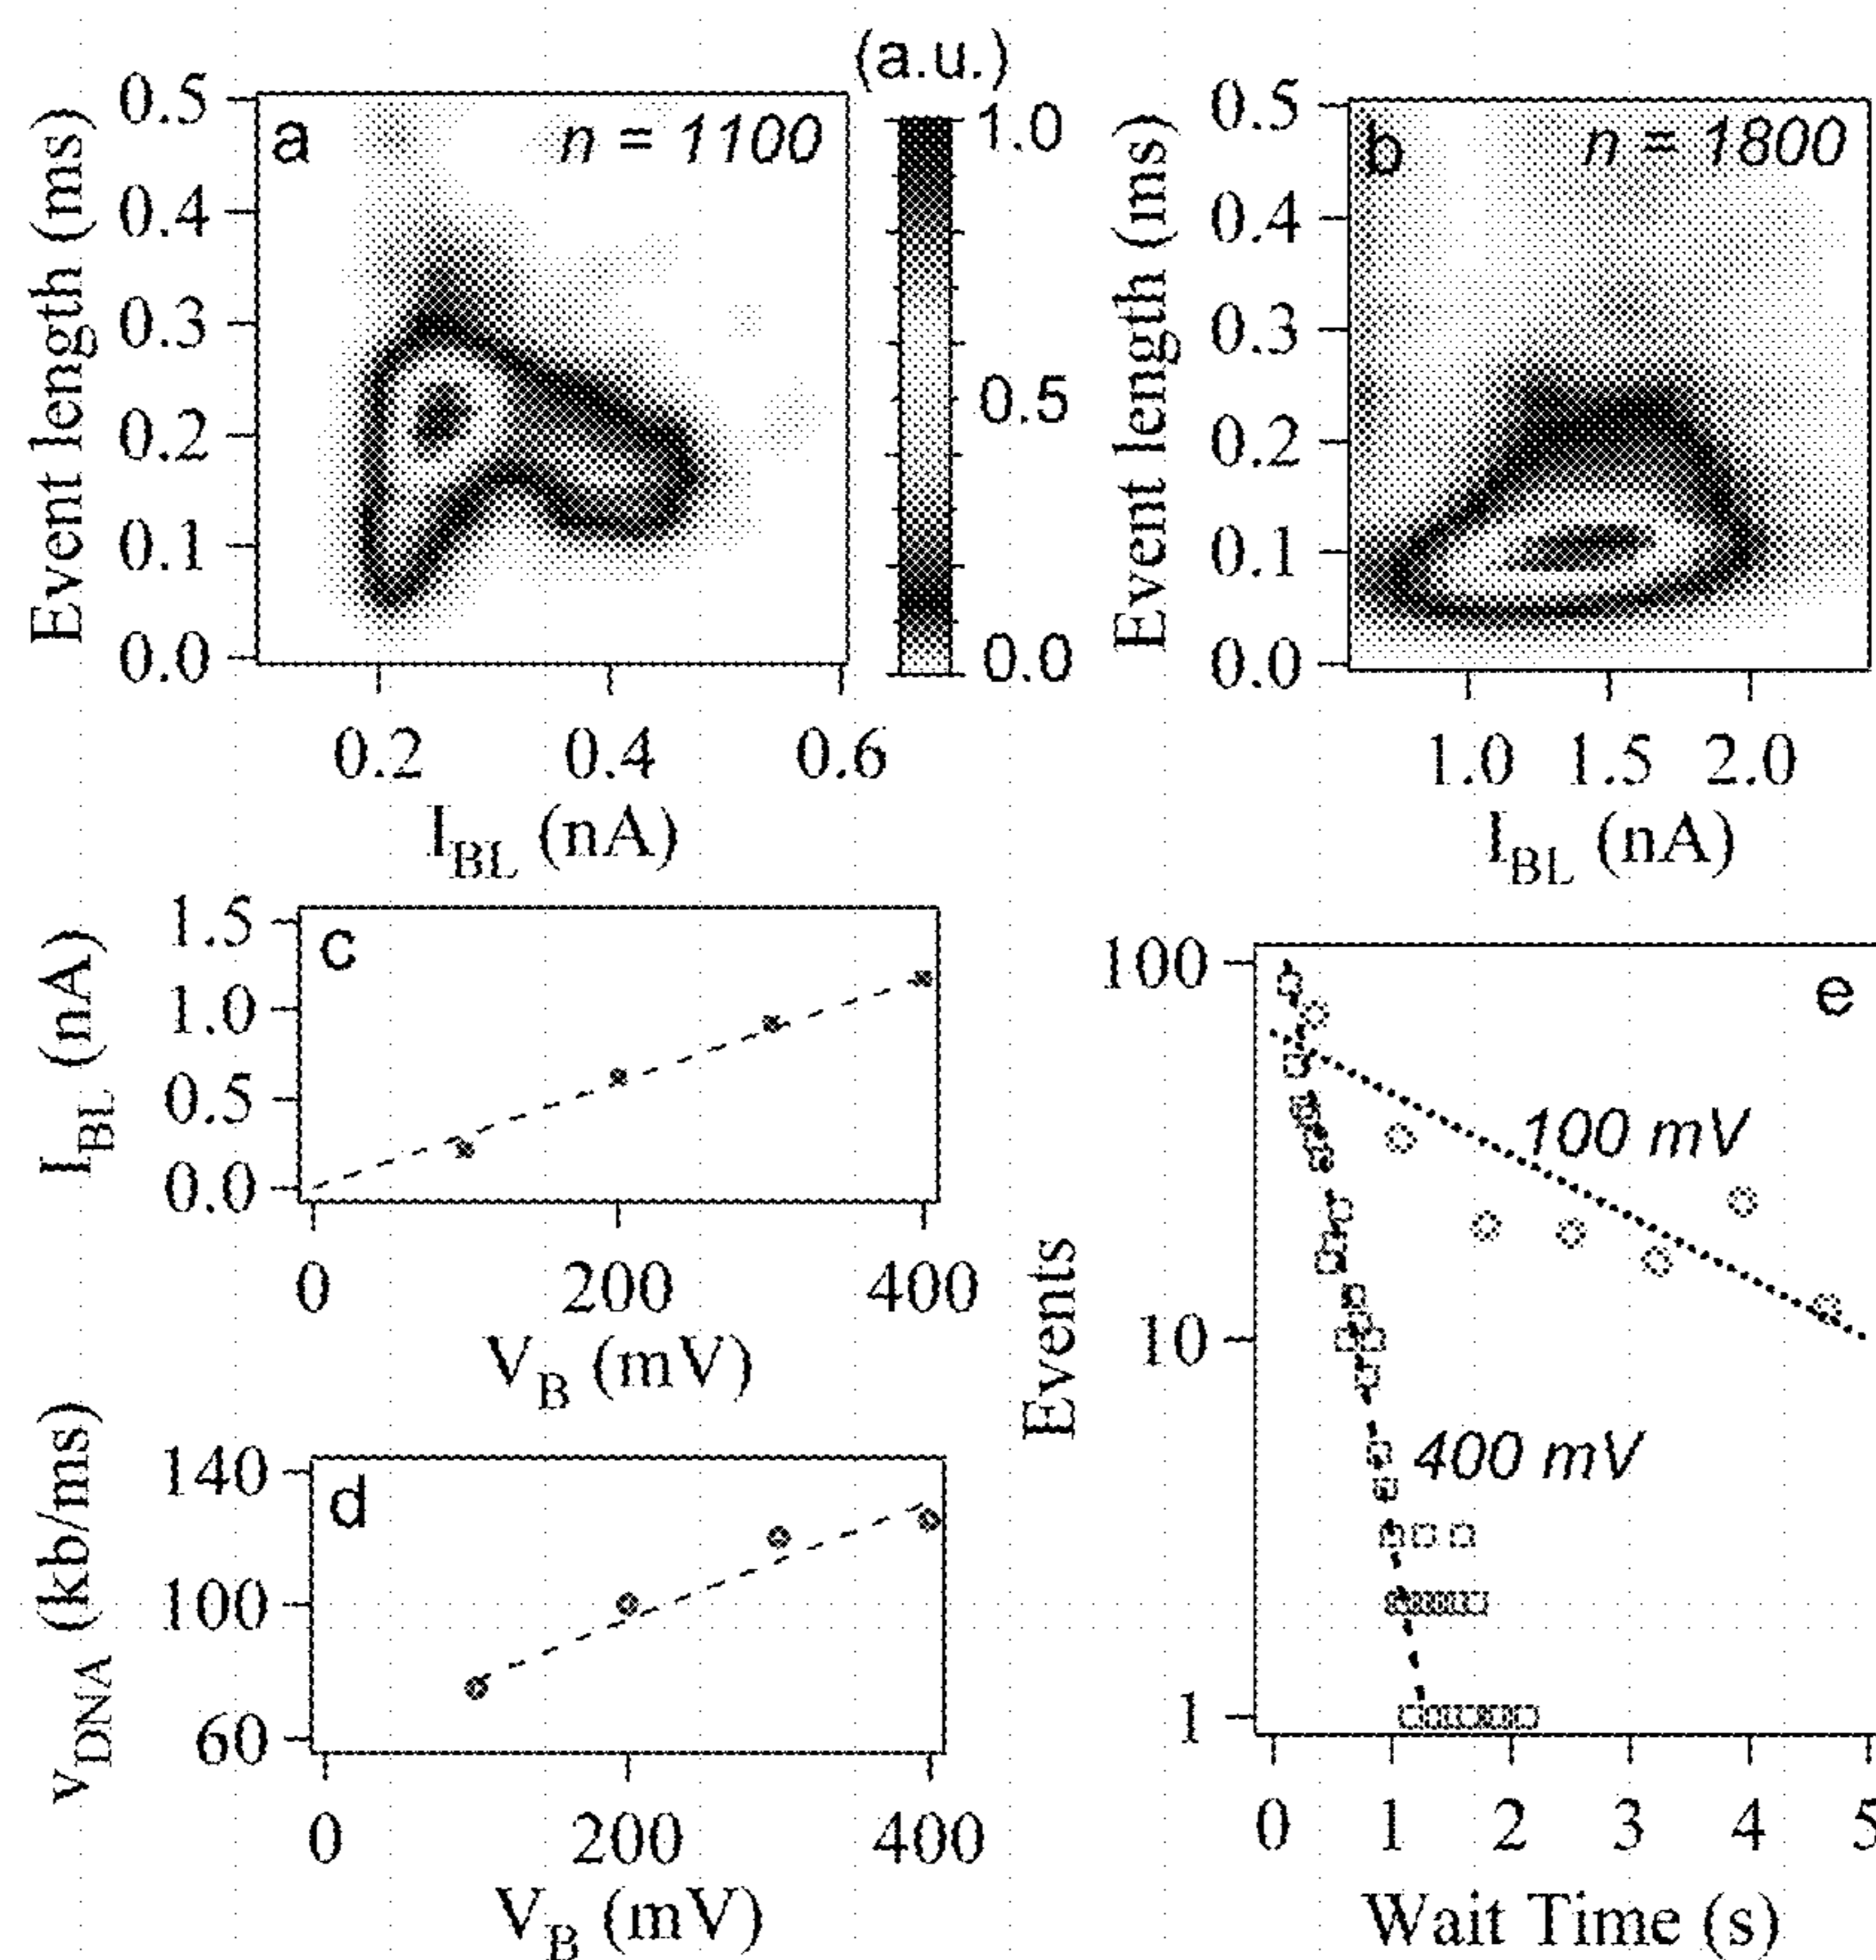 (a.u.)
a
n = 1100
0.5
0.4
0.3
0.2
0.1
0.0
Event length (ms)
0.2 0.4 0.6
I_BL (nA)
1.0
0.5
0.0
b
n = 1800
0.5
0.4
0.3
0.2
0.1
0.0
Event length (ms)
1.0 1.5 2.0
I_BL (nA)
c
1.5
1.0
0.5
0.0
I_BL (nA)
0 200 400
V_B (mV)
d
140
100
60
v_DNA (kb/ms)
0 200 400
V_B (mV)
e
100
10
1
Events
100 mV
400 mV
0 1 2 3 4 5
Wait Time (s)